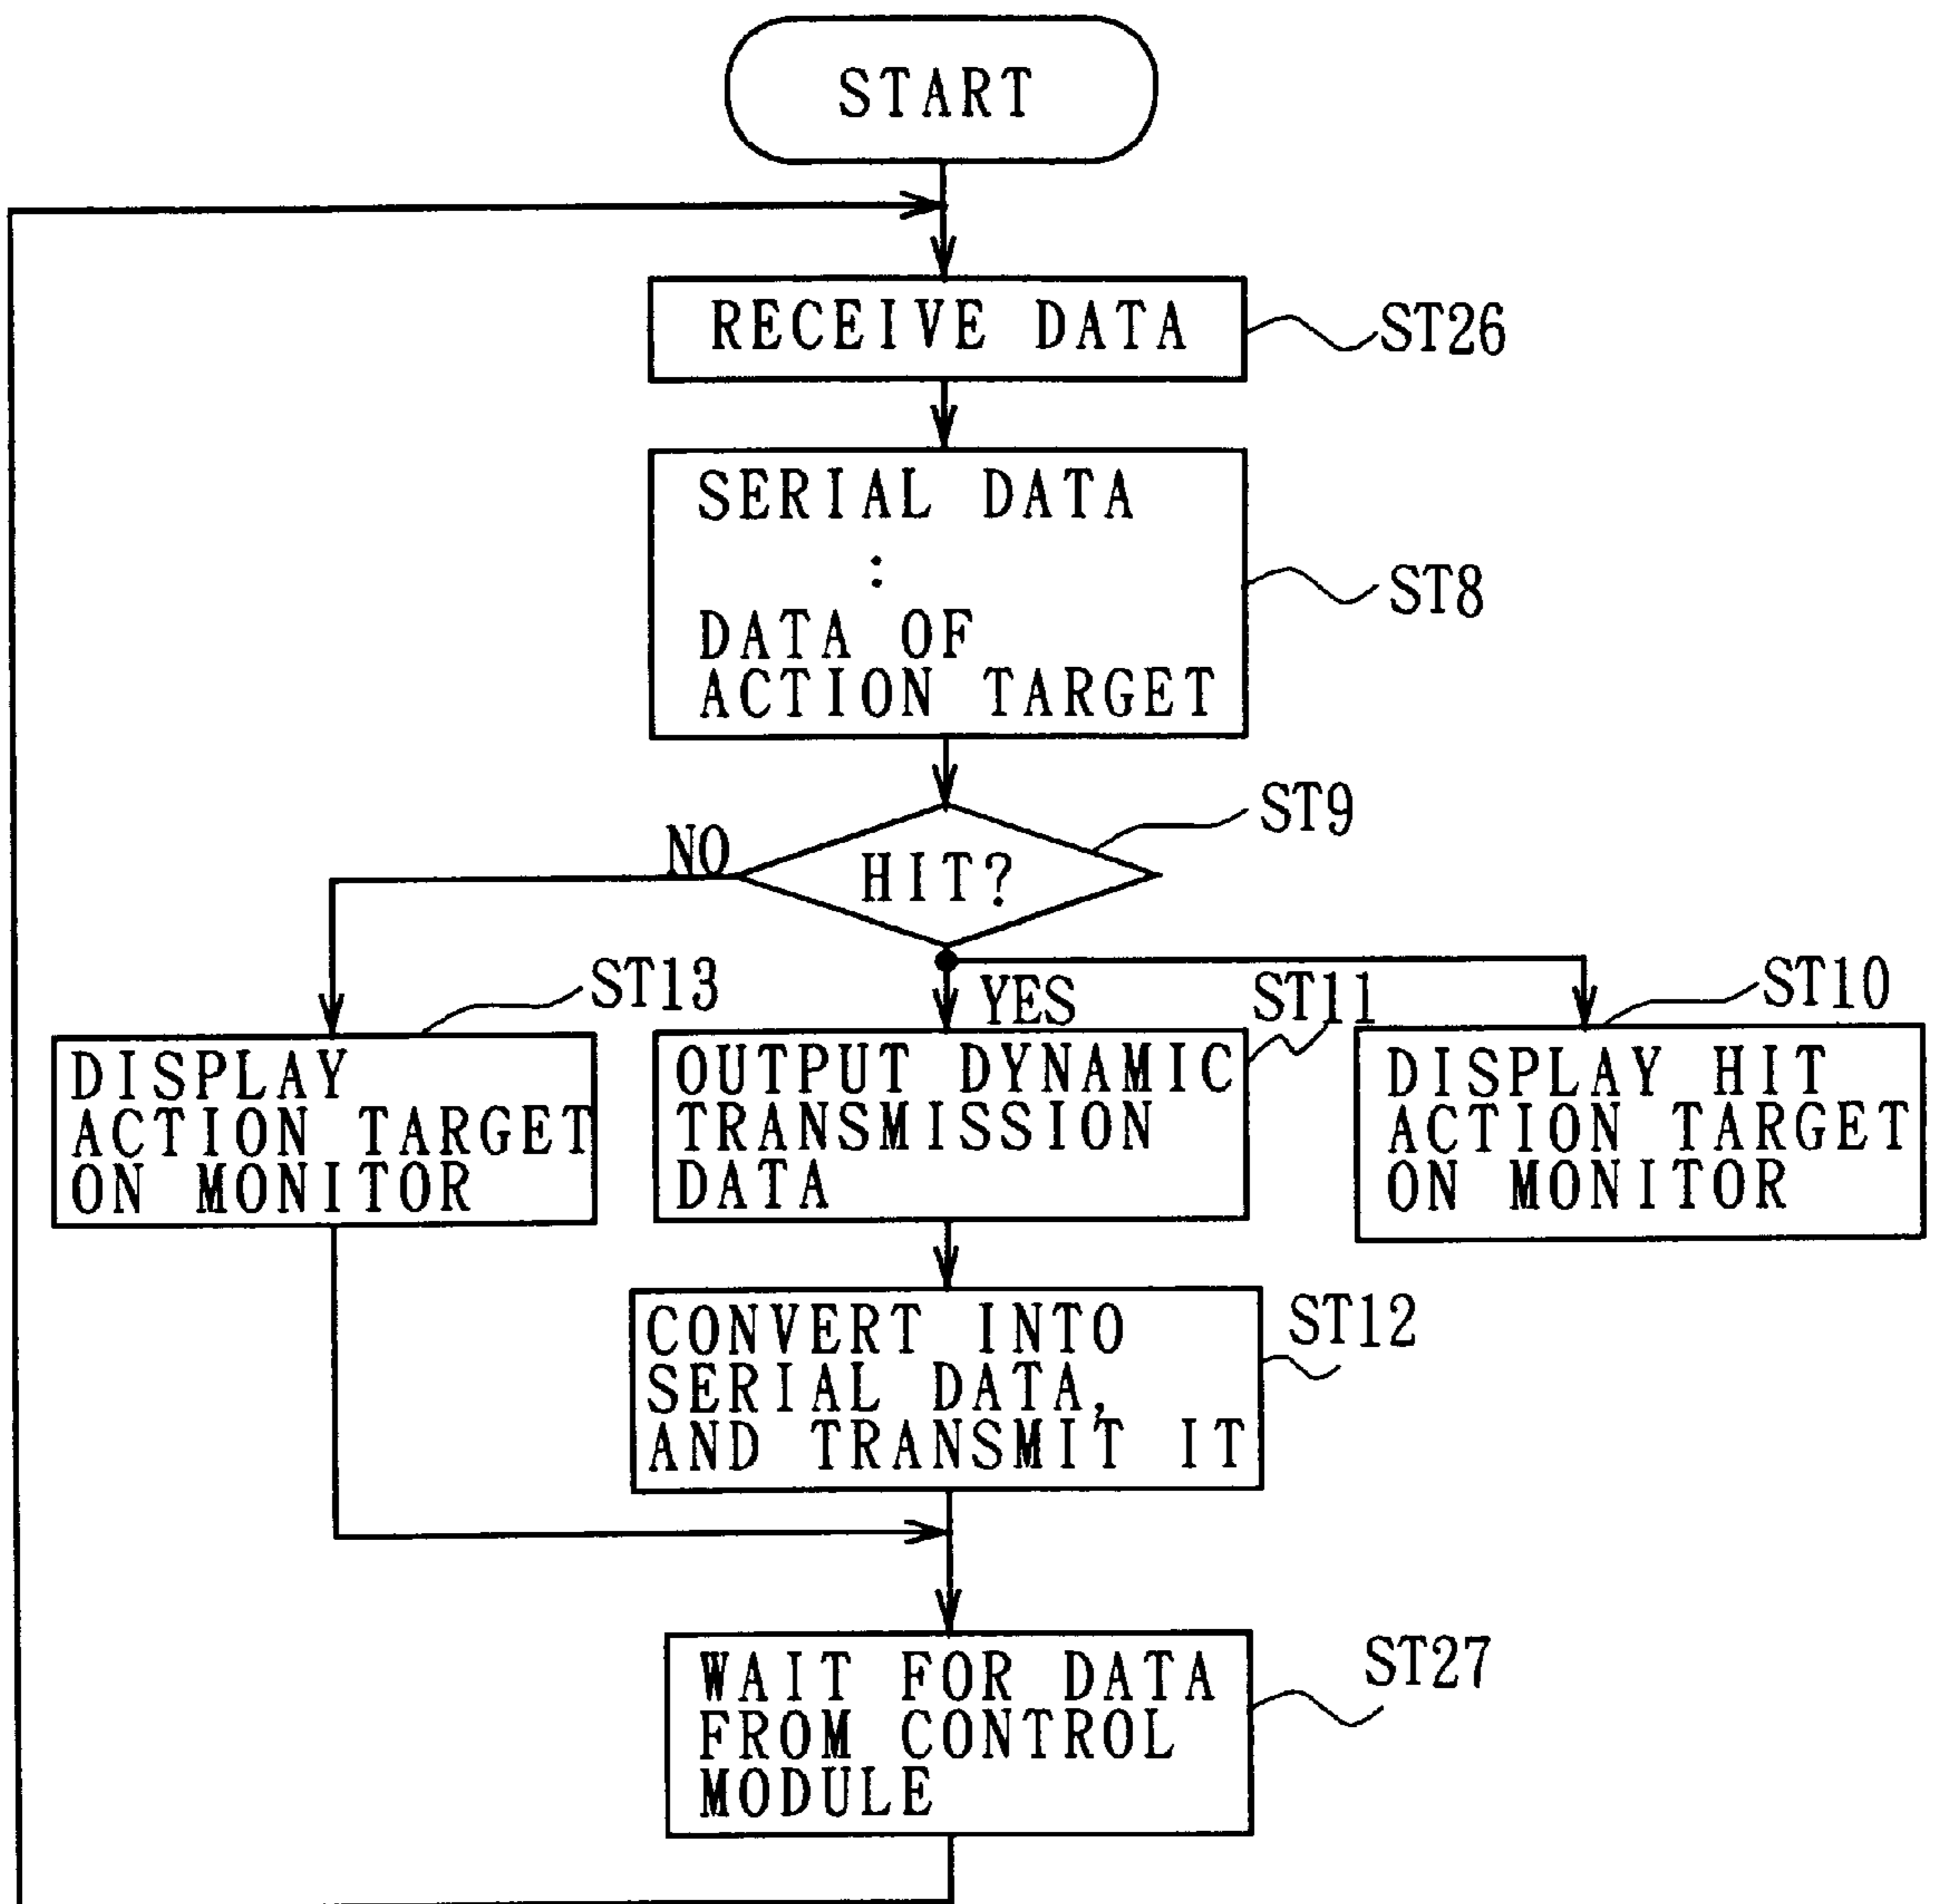 START
RECEIVE DATA
ST26
SERIAL DATA
:
DATA OF
ACTION TARGET
ST8
HIT?
ST9
NO
YES
ST13
DISPLAY
ACTION TARGET
ON MONITOR
ST11
OUTPUT DYNAMIC
TRANSMISSION
DATA
ST10
DISPLAY HIT
ACTION TARGET
ON MONITOR
CONVERT INTO
SERIAL DATA,
AND TRANSMIT IT
ST12
WAIT FOR DATA
FROM CONTROL
MODULE
ST27